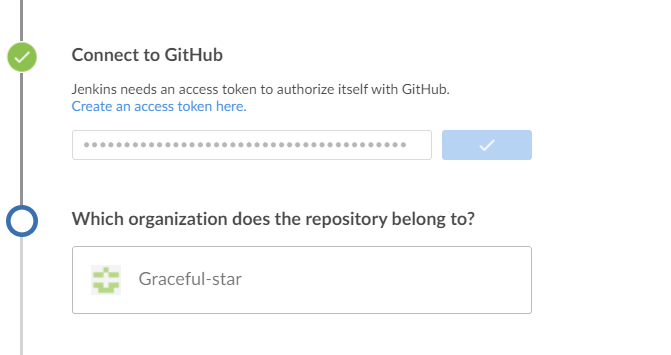 Connect to GitHub
Jenkins needs an access token to authorize itself with GitHub.
Create an access token here.
Which organization does the repository belong to?
Graceful-star